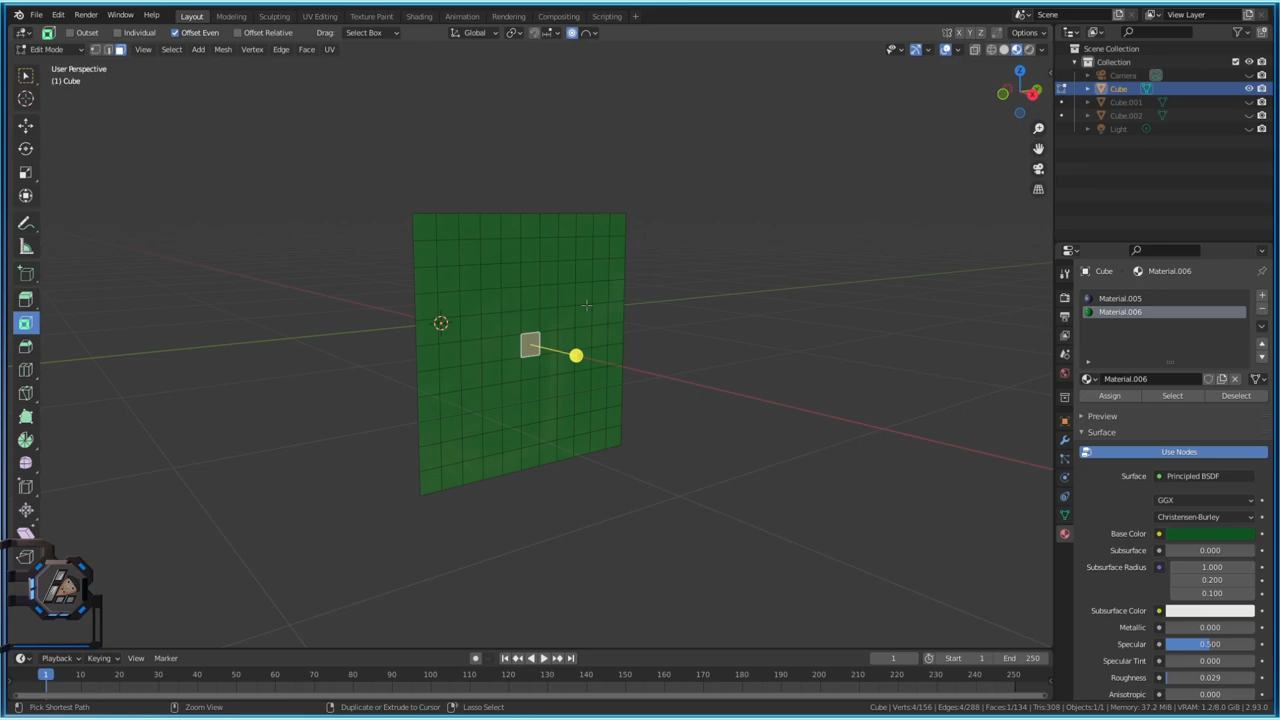 File Edit Render Window Help Layout Modeling Sculpting UV Editing Texture Paint Shading Animation Rendering Compositing Scripting Scene View Layer
Outset Individual Offset Even Offset Relative Drag: Select Box Global X Y Z Options
Edit Mode View Select Add Mesh Vertex Edge Face UV
User Perspective
(1) Cube
Scene Collection
Collection
Camera
Cube
Cube.001
Cube.002
Light
Cube Material.006
Material.005
Material.006
Material.006
Assign Select Deselect
Preview
Surface
Use Nodes
Surface Principled BSDF
GGX
Christensen-Burley
Base Color
Subsurface 0.000
Subsurface Radius 1.000
0.200
0.100
Subsurface Color
Metallic 0.000
Specular 0.500
Specular Tint 0.000
Roughness 0.029
Anisotropic 0.000
Playback Keying View Marker 1 Start 1 End 250
1 10 20 30 40 50 60 70 80 90 100 110 120 130 140 150 160 170 180 190 200 210 220 230 240 250
Pick Shortest Path Zoom View Duplicate or Extrude to Cursor Lasso Select Cube | Verts:4/156 | Edges:4/288 | Faces:1/134 | Tris:308 | Objects:1/1 | Memory: 37.2 MiB | VRAM: 1.2/8.0 GiB | 2.93.0